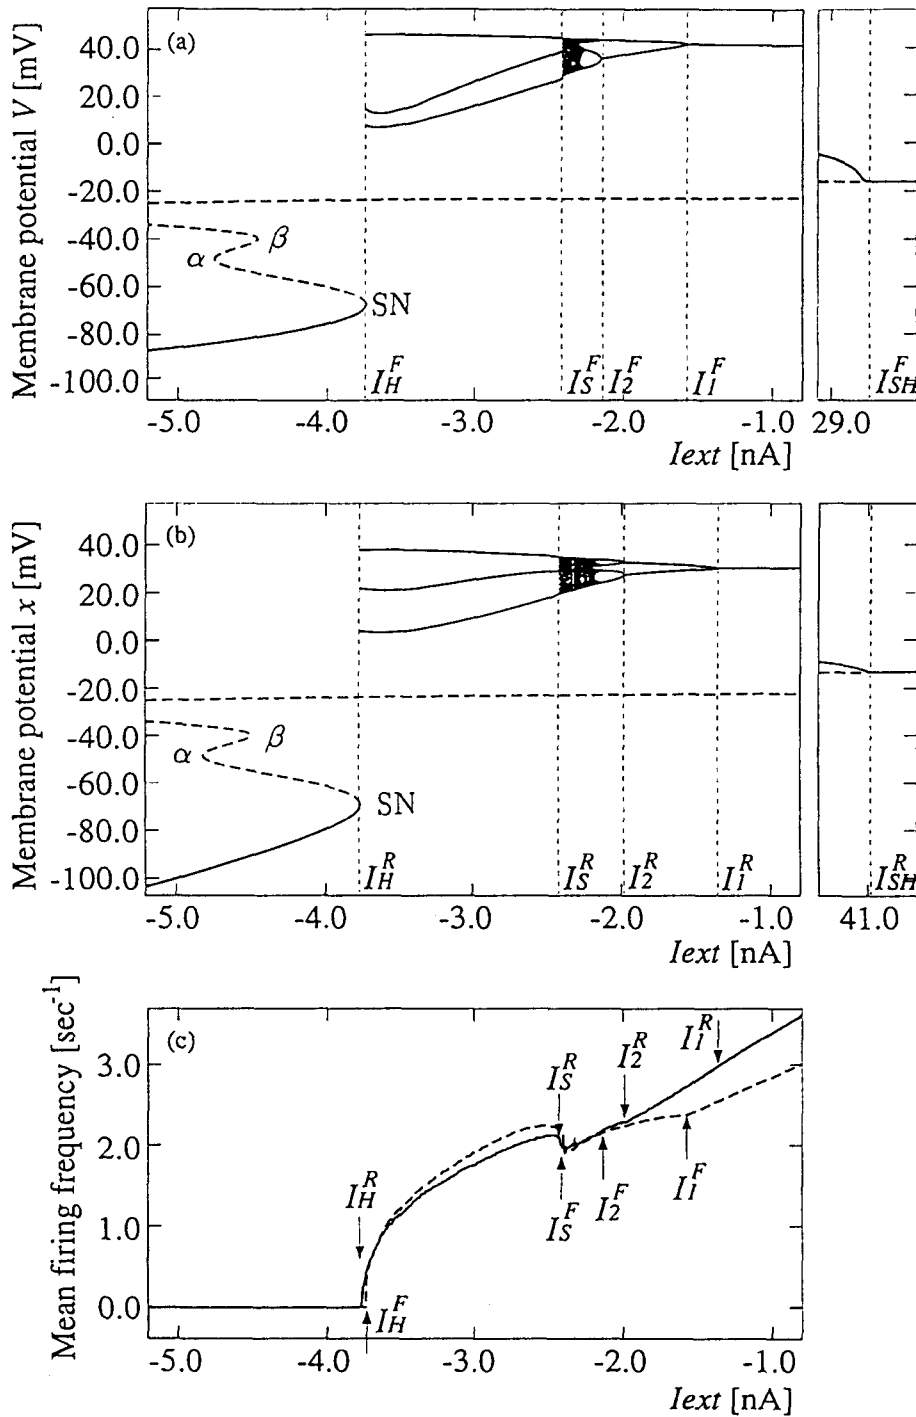 (a)
Membrane potential V [mV]
40.0
20.0
0.0
-20.0
-40.0
-60.0
-80.0
-100.0
α
β
SN
I_H^F
I_S^F
I_2^F
I_1^F
I_SH^F
-5.0 -4.0 -3.0 -2.0 -1.0 29.0
Iext [nA]
(b)
Membrane potential x [mV]
40.0
20.0
0.0
-20.0
-40.0
-60.0
-80.0
-100.0
α
β
SN
I_H^R
I_S^R
I_2^R
I_1^R
I_SH^R
-5.0 -4.0 -3.0 -2.0 -1.0 41.0
Iext [nA]
(c)
Mean firing frequency [sec⁻¹]
3.0
2.0
1.0
0.0
I_H^R
I_S^R
I_2^R
I_1^R
I_H^F
I_S^F
I_2^F
I_1^F
-5.0 -4.0 -3.0 -2.0 -1.0
Iext [nA]